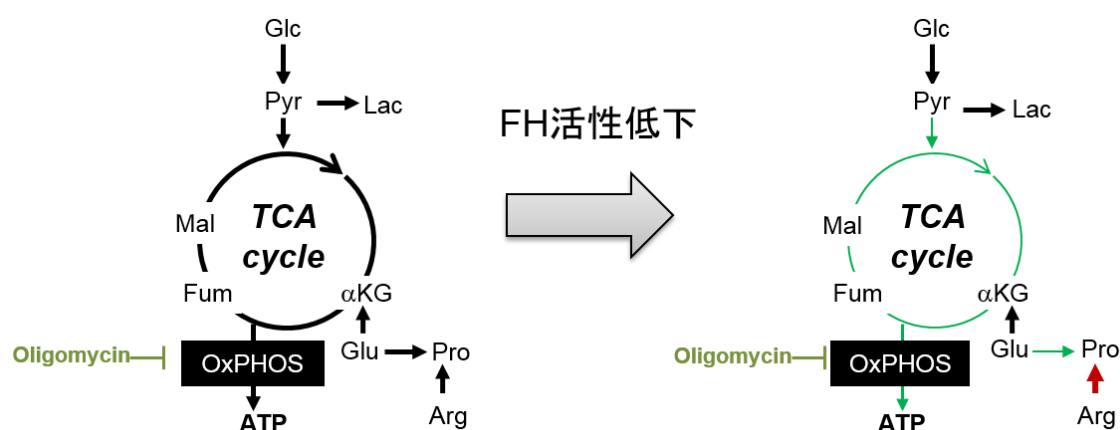 Glc
Pyr
Lac
TCA
cycle
Mal
Fum
αKG
Oligomycin
OxPHOS
Glu
Pro
ATP
Arg
FH活性低下
Glc
Pyr
Lac
TCA
cycle
Mal
Fum
αKG
Oligomycin
OxPHOS
Glu
Pro
ATP
Arg